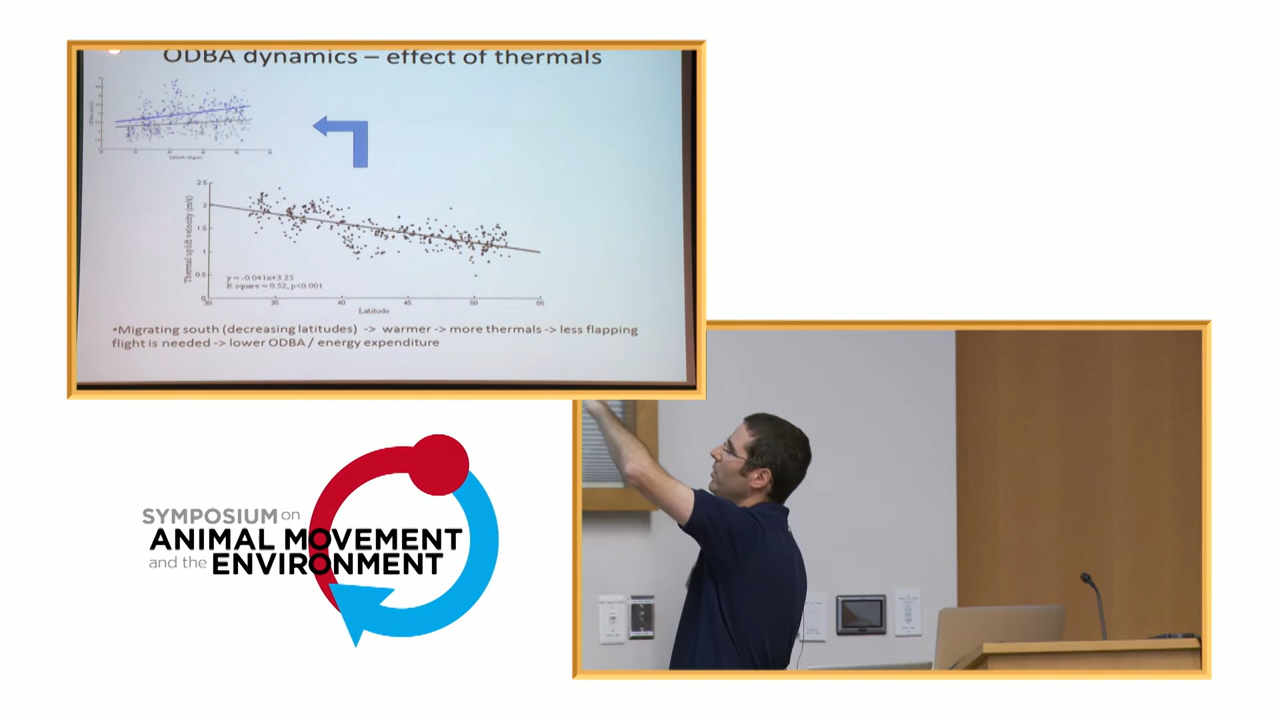 ODBA dynamics – effect of thermals
2.5
2
1.5
1
0.5
0
Thermal uplift velocity (m/s)
y = -0.041x+3.25
R square = 0.52, p<0.001
30
35
40
45
50
55
Latitude
•Migrating south (decreasing latitudes) -> warmer -> more thermals -> less flapping
flight is needed -> lower ODBA / energy expenditure
SYMPOSIUM on
ANIMAL MOVEMENT
and the ENVIRONMENT